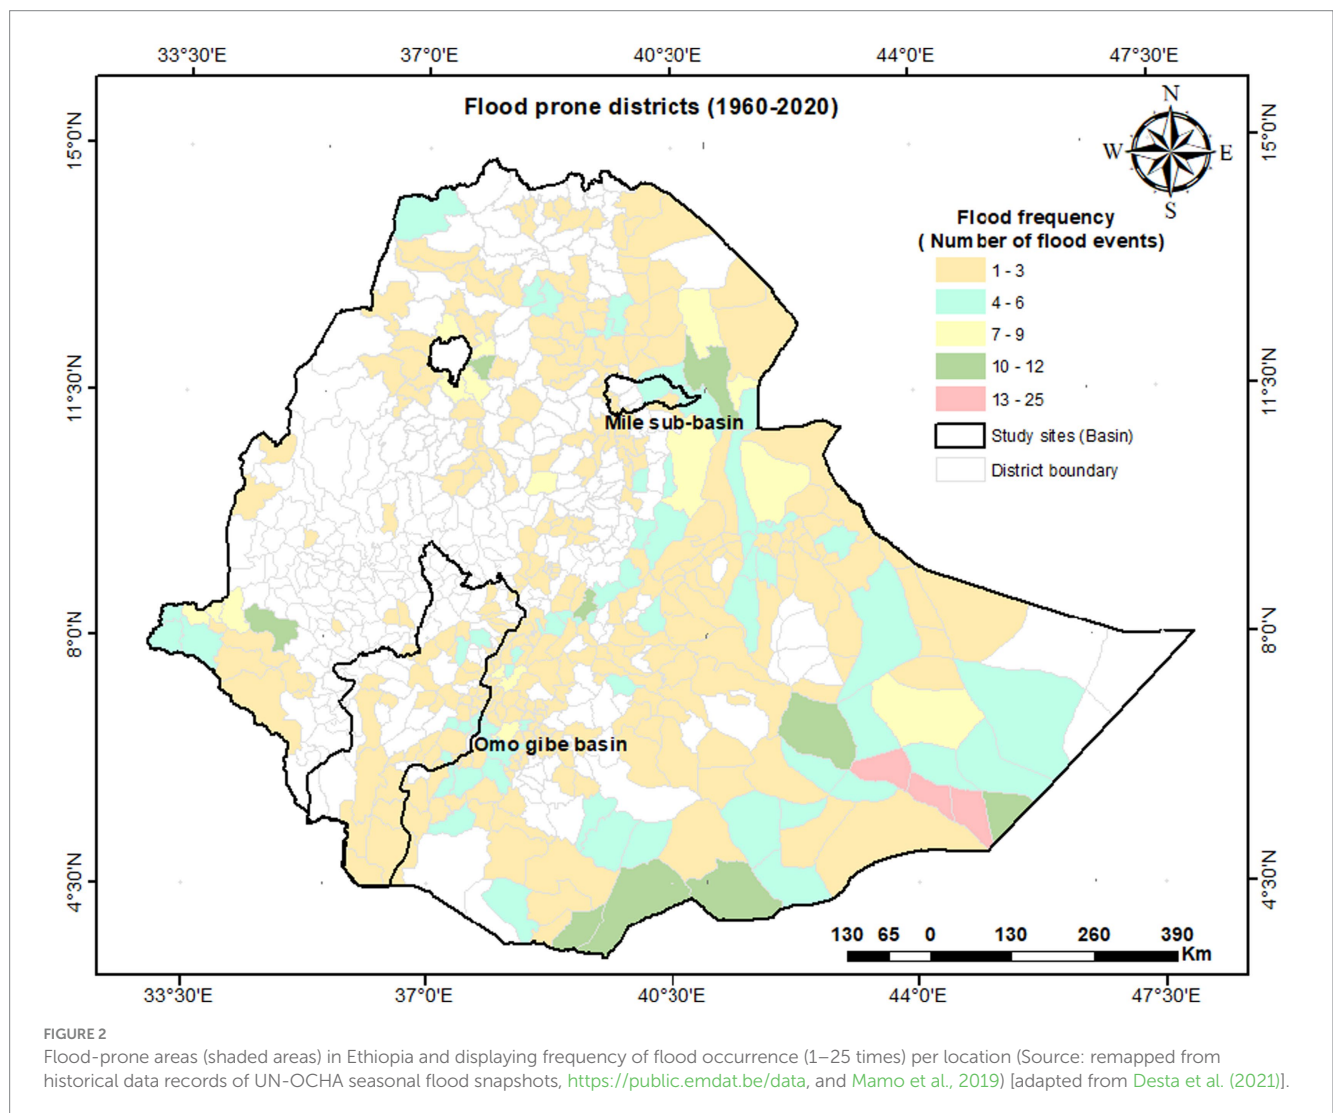 33°30'E 37°0'E 40°30'E 44°0'E 47°30'E
Flood prone districts (1960-2020)
N
W E
S
15°0'N
15°0'N
Flood frequency
( Number of flood events)
1 - 3
4 - 6
7 - 9
10 - 12
13 - 25
Study sites (Basin)
District boundary
11°30'N
11°30'N
Mile sub-basin
8°0'N
8°0'N
Omo gibe basin
4°30'N
4°30'N
130 65 0 130 260 390
Km
33°30'E 37°0'E 40°30'E 44°0'E 47°30'E
FIGURE 2
Flood-prone areas (shaded areas) in Ethiopia and displaying frequency of flood occurrence (1–25 times) per location (Source: remapped from
historical data records of UN-OCHA seasonal flood snapshots, https://public.emdat.be/data, and Mamo et al., 2019) [adapted from Desta et al. (2021)].